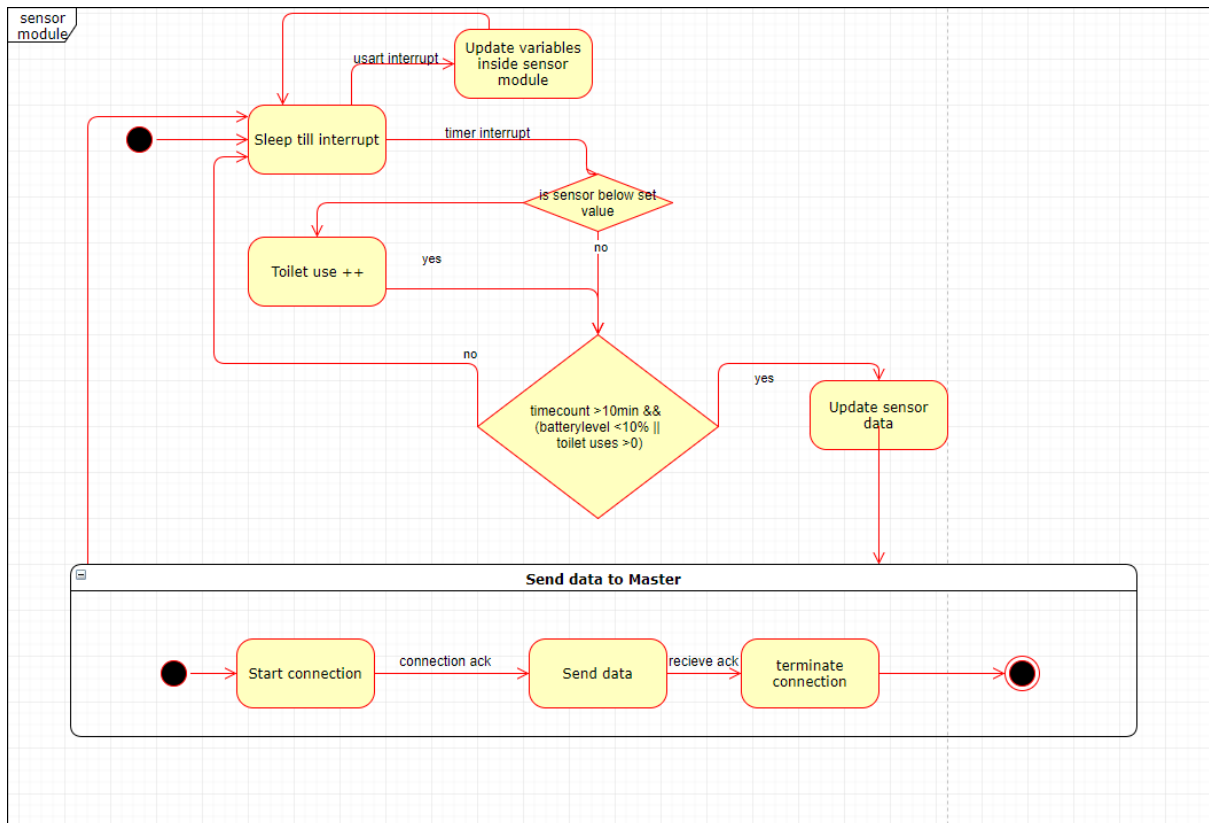 sensor
module
Update variables
inside sensor
module
usart interrupt
Sleep till interrupt
timer interrupt
is sensor below set
value
no
Toilet use ++
yes
no
timecount >10min &&
(batterylevel <10% ||
toilet uses >0)
yes
Update sensor
data
Send data to Master
Start connection
connection ack
Send data
recieve ack
terminate
connection